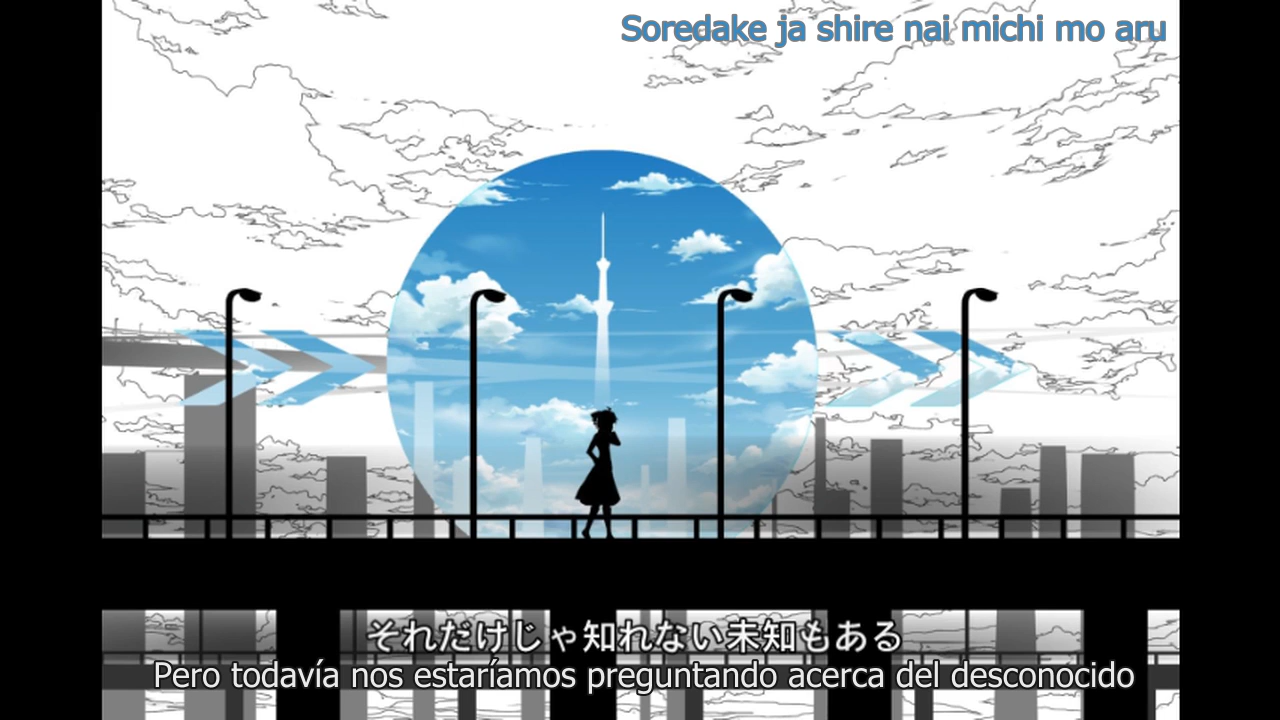 Soredake ja shire nai michi mo aru
それだけじゃ知れない未知もある
Pero todavía nos estaríamos preguntando acerca del desconocido